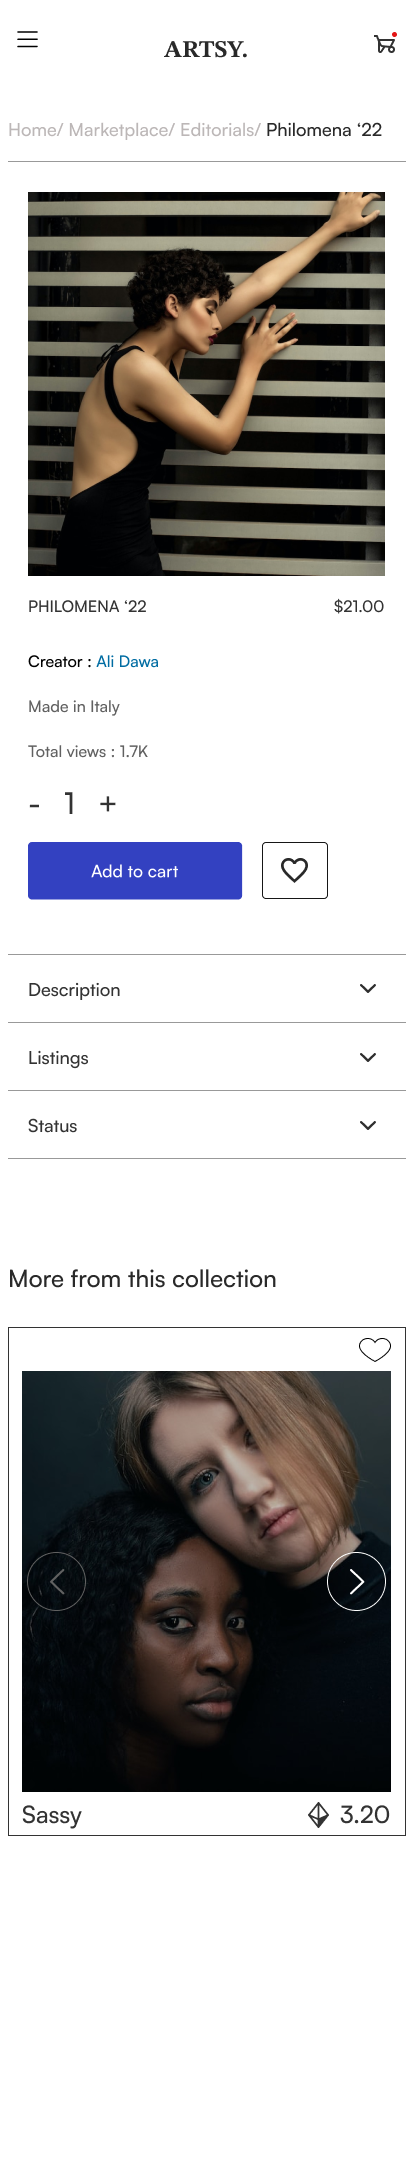 ARTSY.
Home/ Marketplace/ Editorials/ Philomena ‘22
PHILOMENA ‘22 $21.00
Creator : Ali Dawa
Made in Italy
Total views : 1.7K
- 1 +
Add to cart
Description
Listings
Status
More from this collection
Sassy 3.20